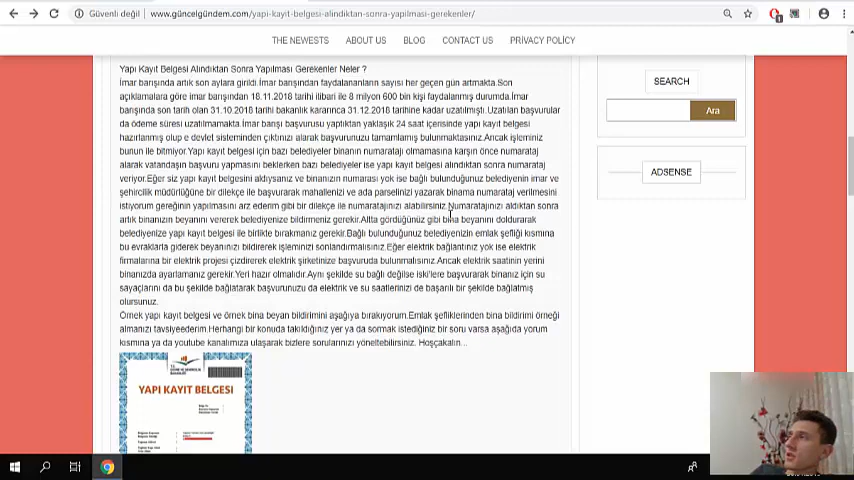 Güvenli değil
www.güncelgündem.com/yapi-kayit-belgesi-alindiktan-sonra-yapilmasi-gerekenler/
THE NEWESTS ABOUT US BLOG CONTACT US PRİVACY POLİCY
Yapı Kayıt Belgesi Alındıktan Sonra Yapılması Gerekenler Neler ?
İmar barışında artık son aylara girildi.İmar barışından faydalananların sayısı her geçen gün artmakta.Son
açıklamalara göre imar barışından 18.11.2018 tarihi itibari ile 8 milyon 600 bin kişi faydalanmış durumda.İmar
barışında son tarih olan 31.10.2018 tarihi bakanlık kararınca 31.12.2018 tarihine kadar uzatılmıştı.Uzatılan başvurular
da ödeme süresi uzatılmamakta.İmar barışı başvurusu yaptıktan yaklaşık 24 saat içerisinde yapı kayıt belgesi
hazırlanmış olup e devlet sisteminden çıktınızı alarak başvurunuzu tamamlamış bulunmaktasınız.Ancak işleminiz
bunun ile bitmiyor.Yapı kayıt belgesi için bazı belediyeler binanın numaratajı olmamasına karşın önce numarataj
alarak vatandaşın başvuru yapmasını beklerken bazı belediyeler ise yapı kayıt belgesi alındıktan sonra numarataj
veriyor.Eğer siz yapı kayıt belgesini aldıysanız ve binanızın numarası yok ise bağlı bulunduğunuz belediyenin imar ve
şehircilik müdürlüğüne bir dilekçe ile başvurarak mahallenizi ve ada parselinizi yazarak binama numarataj verilmesini
istiyorum gereğinin yapılmasını arz ederim gibi bir dilekçe ile numaratajınızı alabilirsiniz.Numaratajınızı aldıktan sonra
artık binanızın beyanını vererek belediyenize bildirmeniz gerekir.Altta gördüğünüz gibi bina beyanını doldurarak
belediyenize yapı kayıt belgesi ile birlikte bırakmanız gerekir.Bağlı bulunduğunuz belediyenizin emlak şefliği kısmına
bu evraklarla giderek beyanınızı bildirerek işleminizi sonlandırmalısınız.Eğer elektrik bağlantınız yok ise elektrik
firmalarına bir elektrik projesi çizdirerek elektrik şirketinize başvuruda bulunmalısınız.Ancak elektrik saatinin yerini
binanızda ayarlamanız gerekir.Yeri hazır olmalıdır.Aynı şekilde su bağlı değilse iski'lere başvurarak binanız için su
sayaçlarını da bu şekilde bağlatarak başvurunuzu da elektrik ve su saatlerinizi de başarılı bir şekilde bağlatmış
olursunuz.
Örnek yapı kayıt belgesi ve örnek bina beyan bildirimini aşağıya bırakıyorum.Emlak şefliklerinden bina bildirimi örneği
almanızı tavsiyeederim.Herhangi bir konuda takıldığınız yer ya da sormak istediğiniz bir soru varsa aşağıda yorum
kısmına ya da youtube kanalımıza ulaşarak bizlere sorularınızı yöneltebilirsiniz. Hoşçakalın...
YAPI KAYIT BELGESİ
SEARCH
Ara
ADSENSE